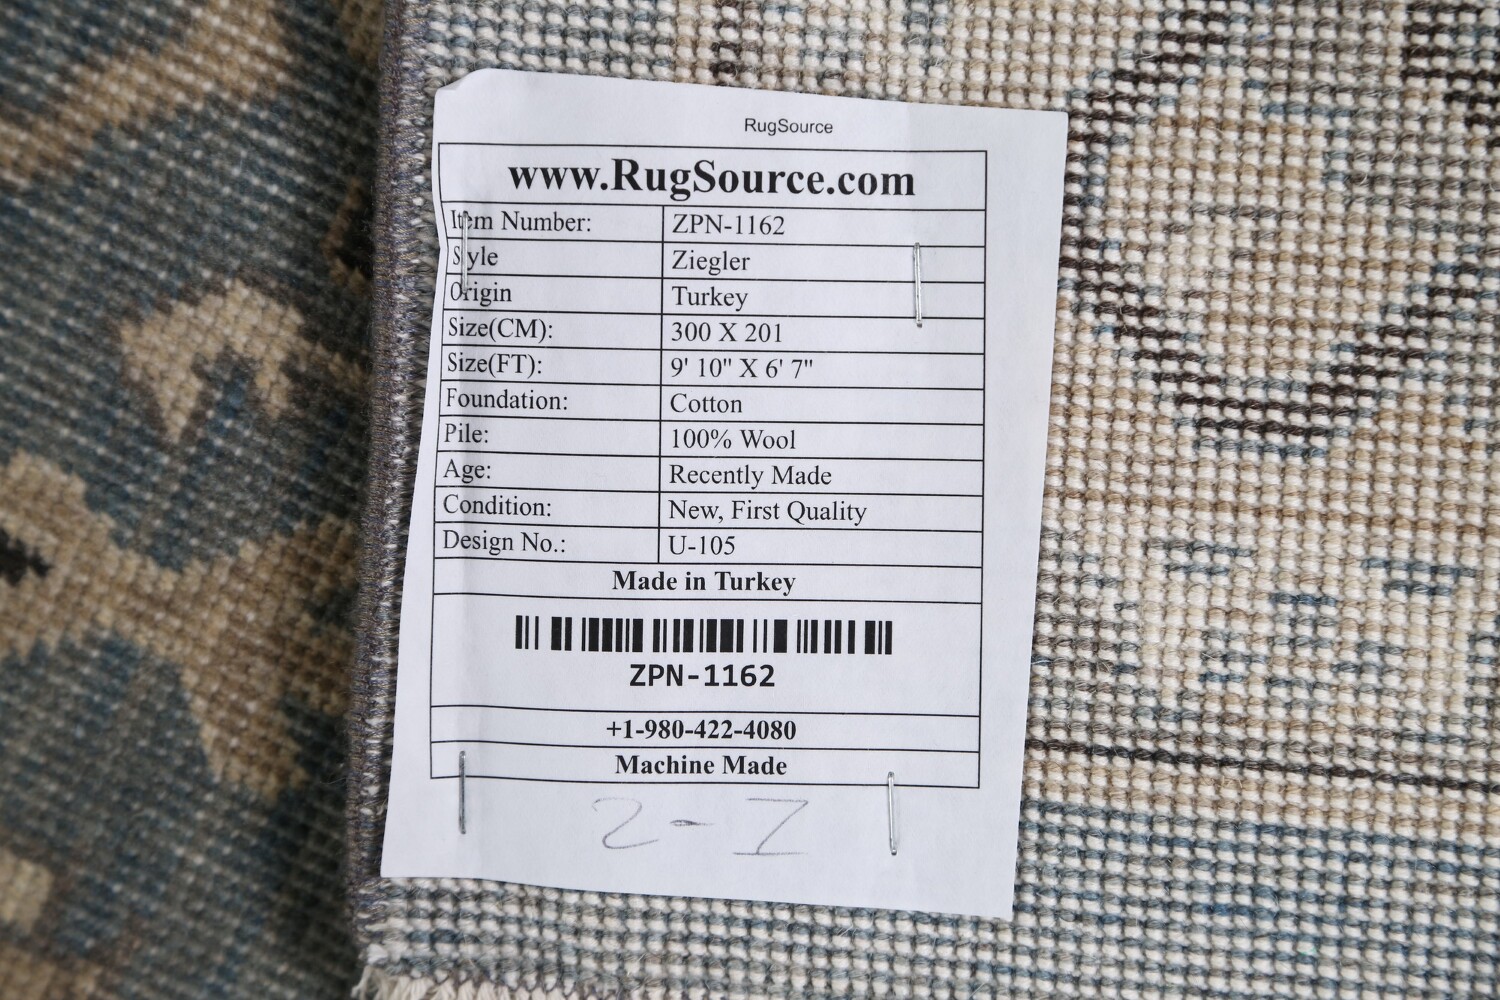 RugSource
www.RugSource.com
Item Number: ZPN-1162
Style Ziegler
Origin Turkey
Size(CM): 300 X 201
Size(FT): 9' 10" X 6' 7"
Foundation: Cotton
Pile: 100% Wool
Age: Recently Made
Condition: New, First Quality
Design No.: U-105
Made in Turkey
ZPN-1162
+1-980-422-4080
Machine Made